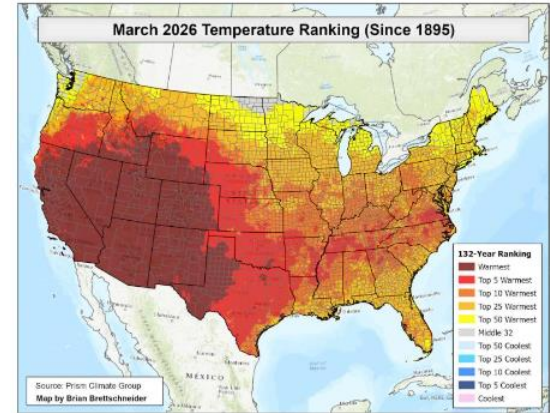 March 2026 Temperature Ranking (Since 1895)
132-Year Ranking
Warmest
Top 5 Warmest
Top 10 Warmest
Top 25 Warmest
Top 50 Warmest
Middle 32
Top 50 Coolest
Top 25 Coolest
Top 10 Coolest
Top 5 Coolest
Coolest
MÉXICO
Source: Prism Climate Group
Map by Brian Brettschneider